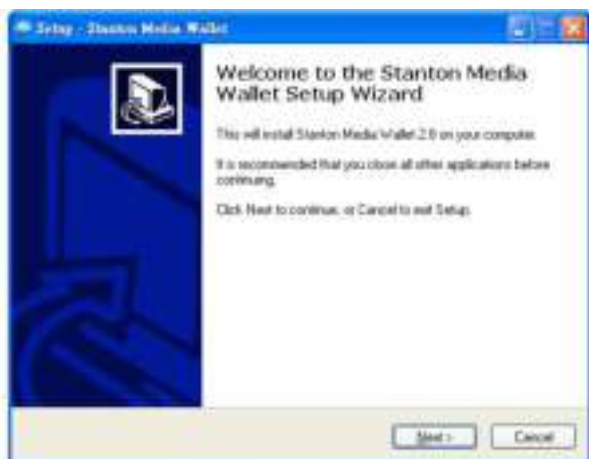 Setup - Stanton Media Wallet
Welcome to the Stanton Media
Wallet Setup Wizard
This will install Stanton Media Wallet 2.0 on your computer.
It is recommended that you close all other applications before
continuing.
Click Next to continue, or Cancel to exit Setup.
Next >
Cancel